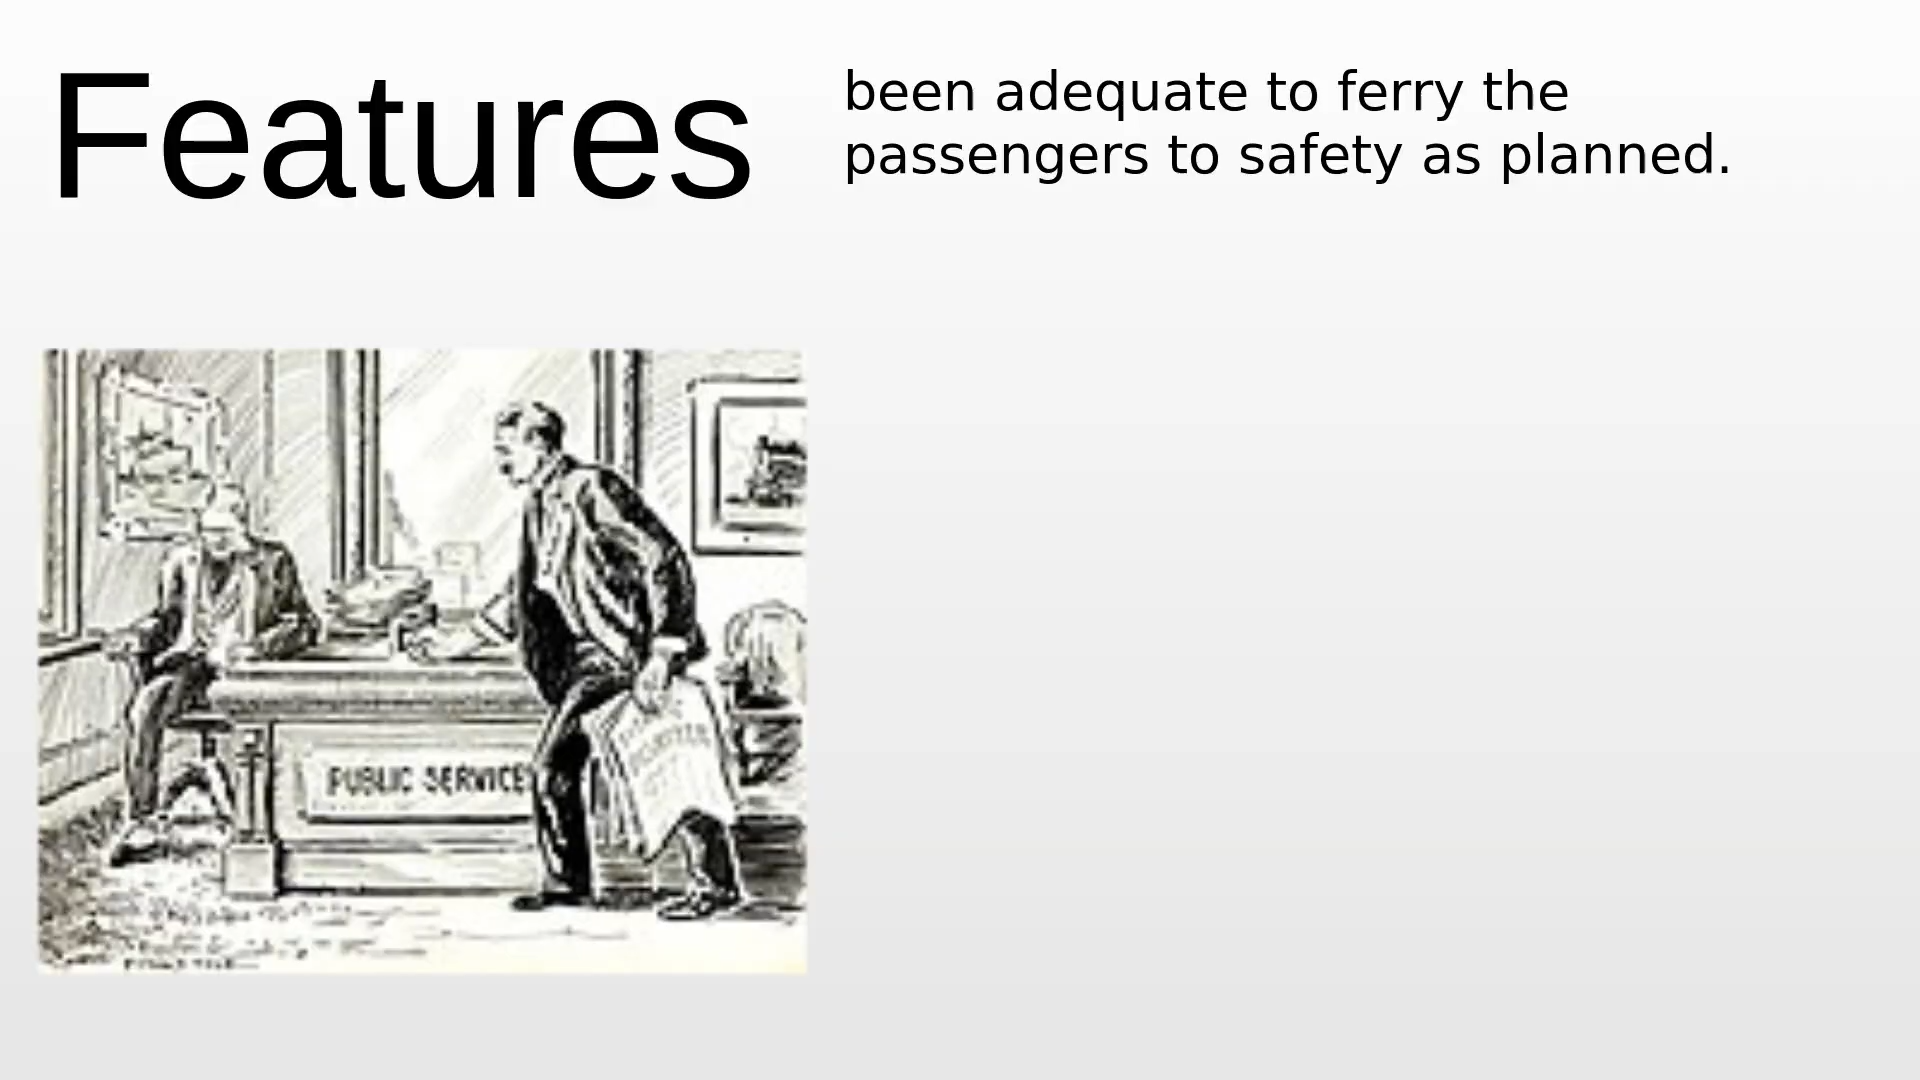 Features
been adequate to ferry the
passengers to safety as planned.
PUBLIC SERVICE